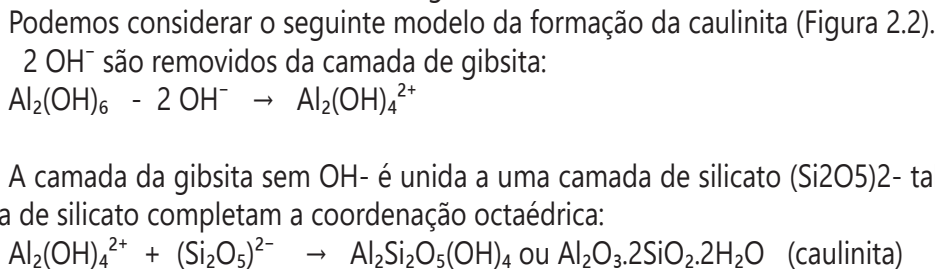 Podemos considerar o seguinte modelo da formação da caulinita (Figura 2.2).
2 OH⁻ são removidos da camada de gibsita:
Al₂(OH)₆ - 2 OH⁻ → Al₂(OH)₄²⁺
A camada da gibsita sem OH- é unida a uma camada de silicato (Si2O5)2- ta
a de silicato completam a coordenação octaédrica:
Al₂(OH)₄²⁺ + (Si₂O₅)²⁻ → Al₂Si₂O₅(OH)₄ ou Al₂O₃.2SiO₂.2H₂O (caulinita)